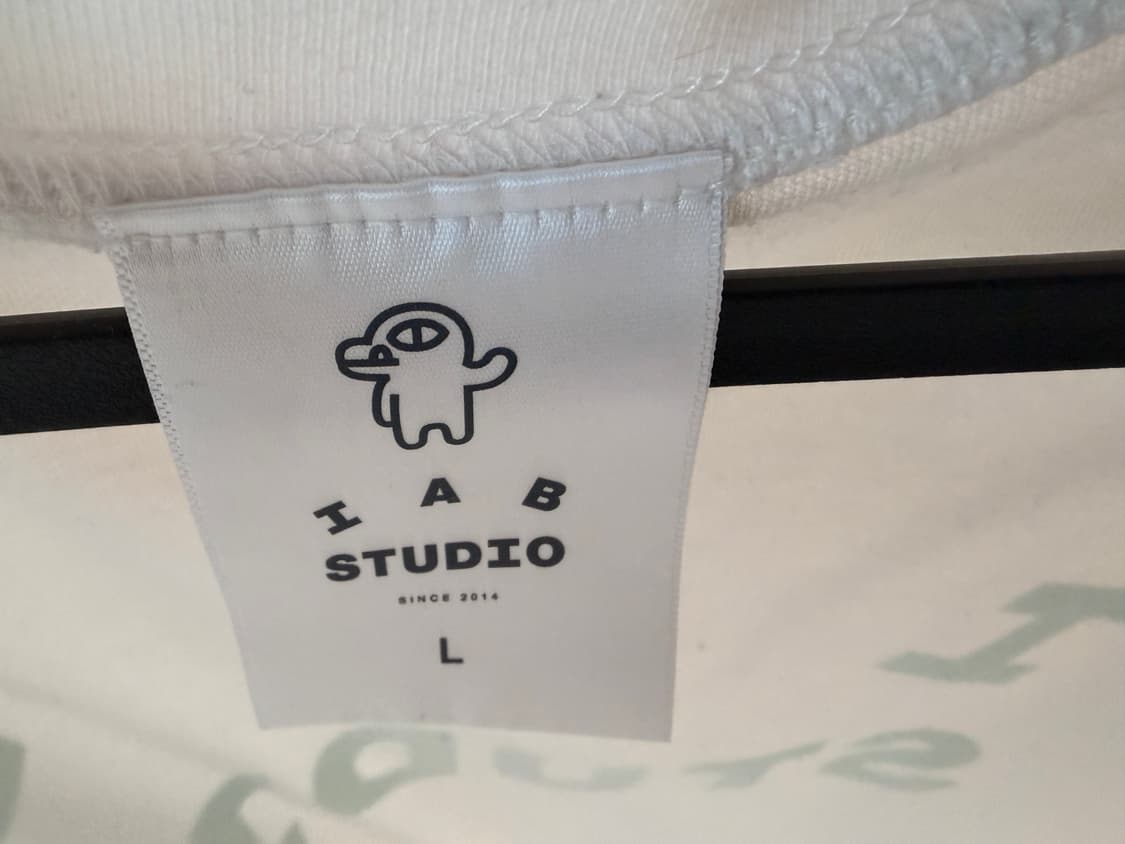 I A B
STUDIO
SINCE 2014
L